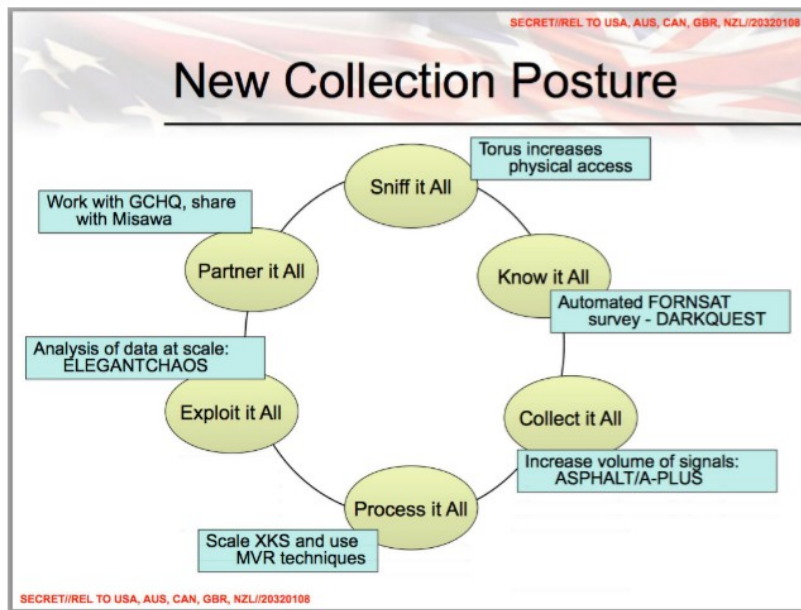 SECRET//REL TO USA, AUS, CAN, GBR, NZL//20320108
New Collection Posture
Torus increases
physical access
Sniff it All
Work with GCHQ, share
with Misawa
Partner it All
Know it All
Automated FORNSAT
survey - DARKQUEST
Analysis of data at scale:
ELEGANTCHAOS
Exploit it All
Collect it All
Increase volume of signals:
ASPHALT/A-PLUS
Process it All
Scale XKS and use
MVR techniques
SECRET//REL TO USA, AUS, CAN, GBR, NZL//20320108